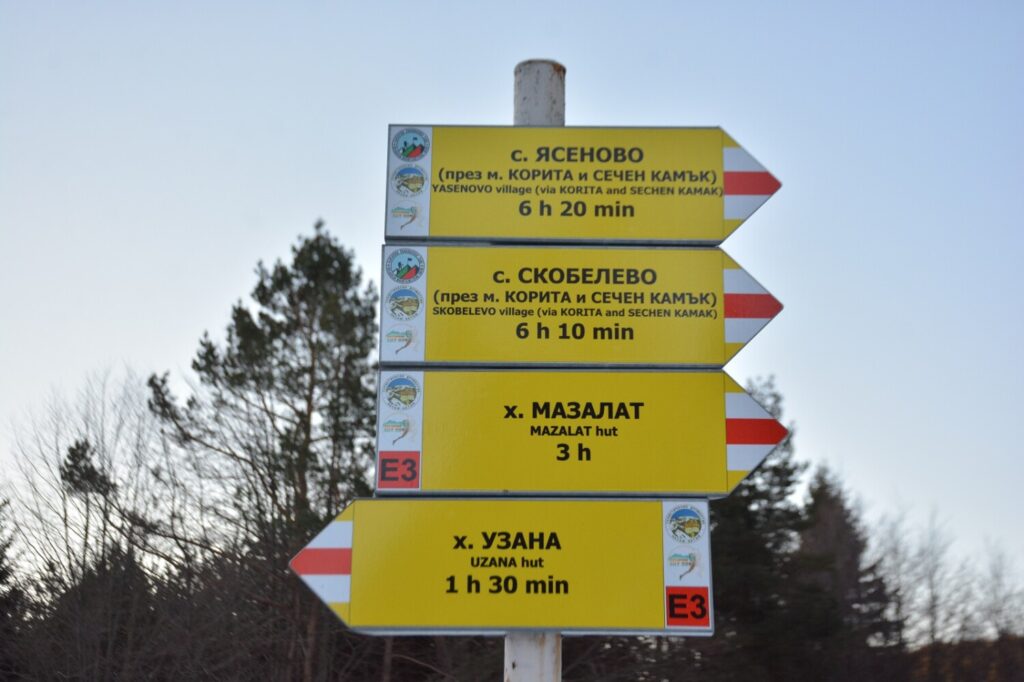 с. ЯСЕНОВО
(през м. КОРИТА и СЕЧЕН КАМЪК)
YASENOVO village (via KORITA and SECHEN KAMAK)
6 h 20 min
с. СКОБЕЛЕВО
(през м. КОРИТА и СЕЧЕН КАМЪК)
SKOBELEVO village (via KORITA and SECHEN KAMAK)
6 h 10 min
х. МАЗАЛАТ
MAZALAT hut
3 h
E3
х. УЗАНА
UZANA hut
1 h 30 min
E3